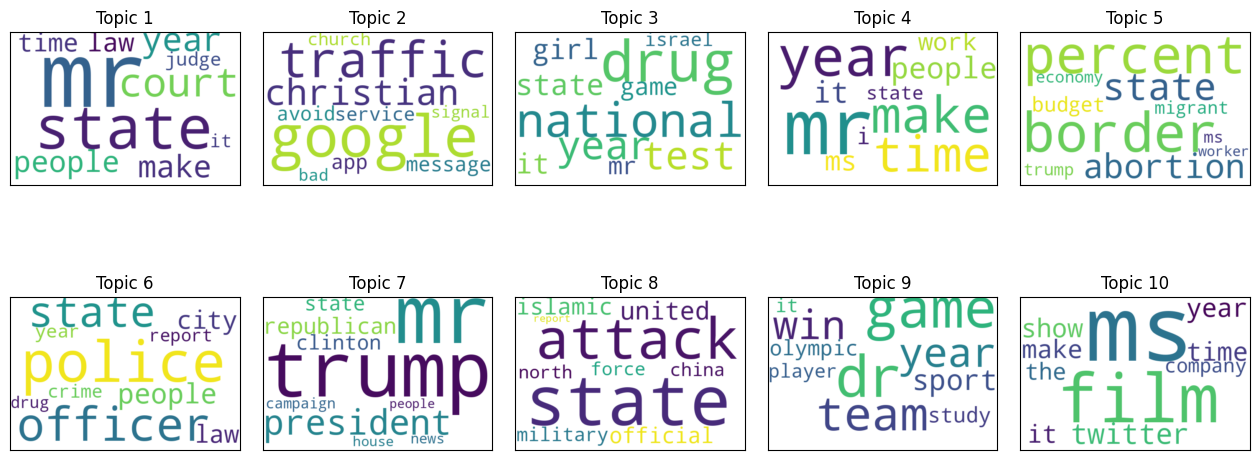 Topic 1
time law year
mr judge
court
state it
people make
Topic 2
church
traffic
christian
avoid service signal
google
app message
bad
Topic 3
girl israel
drug
state game
national
year test
it mr
Topic 4
year work
people
it state
mr i make
ms time
Topic 5
percent
economy state
budget migrant
border ms
worker
trump abortion
Topic 6
state city
year report
police
crime people
drug
officer law
Topic 7
state mr
republican
clinton
trump
campaign people
president
house news
Topic 8
islamic united
report
attack
north force china
state
military official
Topic 9
it game
win
olympic year
player dr sport
team study
Topic 10
year
show ms
make time
the company
film
it twitter